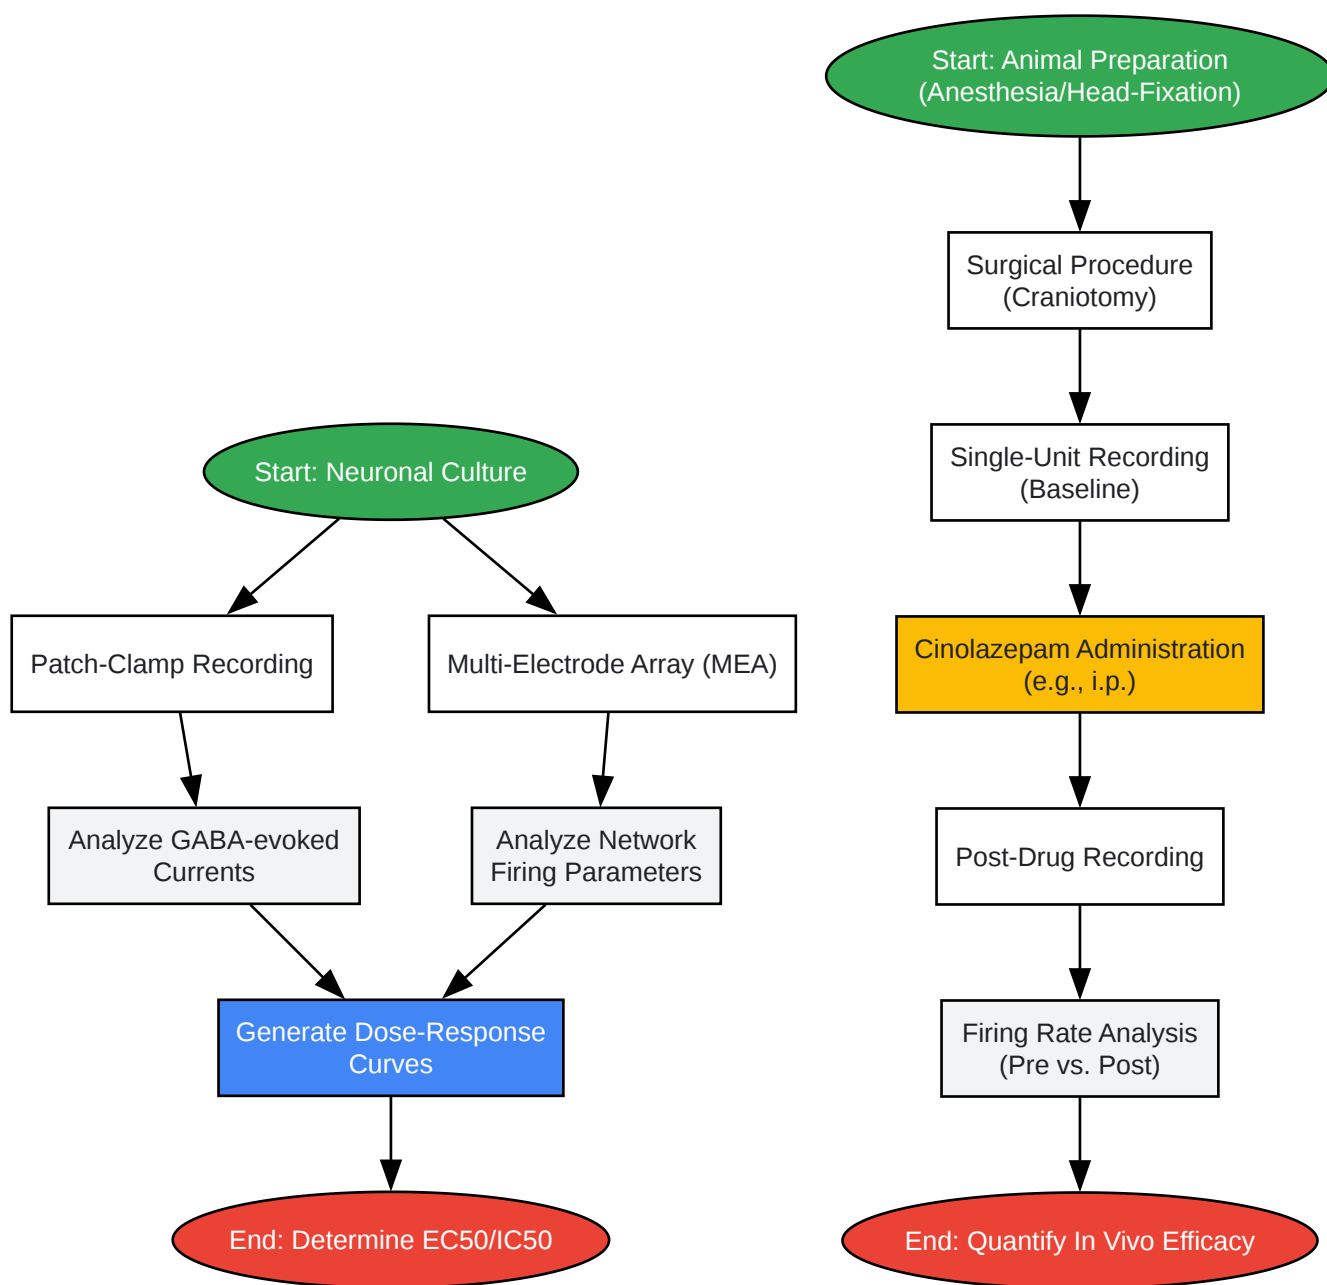 Start: Neuronal Culture
Patch-Clamp Recording
Multi-Electrode Array (MEA)
Analyze GABA-evoked
Currents
Analyze Network
Firing Parameters
Generate Dose-Response
Curves
End: Determine EC50/IC50
Start: Animal Preparation
(Anesthesia/Head-Fixation)
Surgical Procedure
(Craniotomy)
Single-Unit Recording
(Baseline)
Cinolazepam Administration
(e.g., i.p.)
Post-Drug Recording
Firing Rate Analysis
(Pre vs. Post)
End: Quantify In Vivo Efficacy